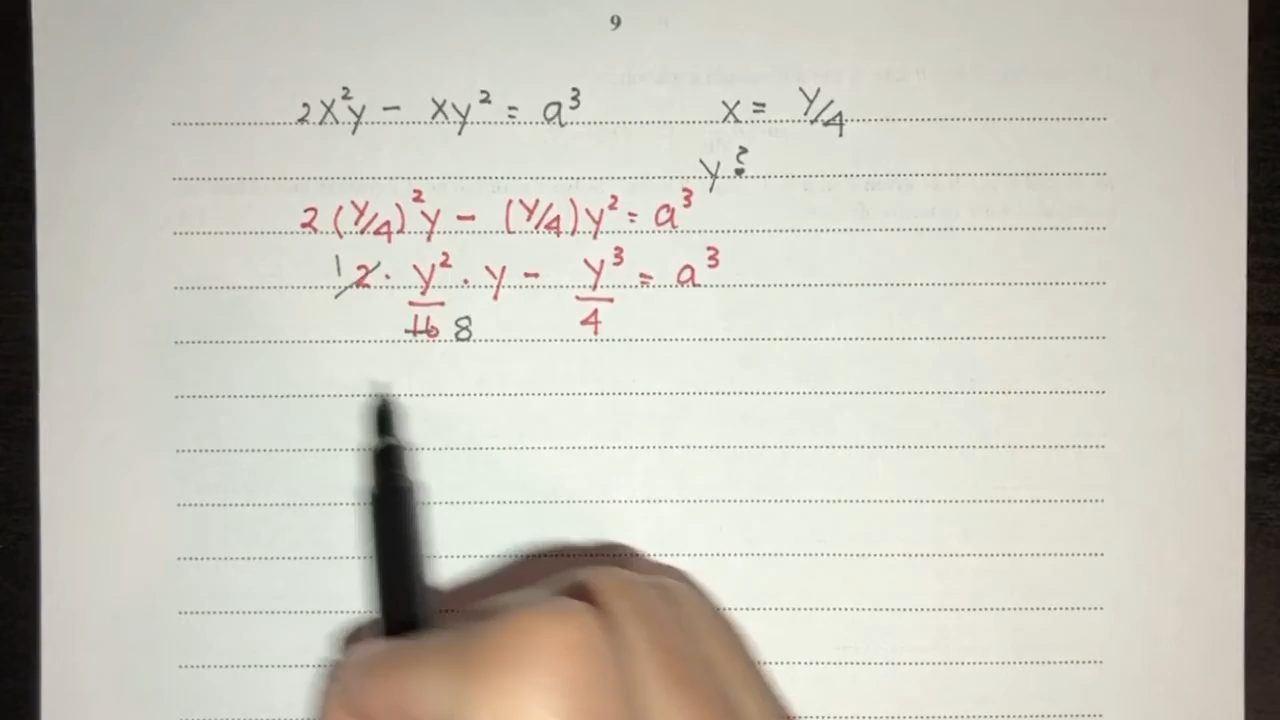 9
2x²y - xy² = a³ x = y/4
y?
2(y/4)²y - (y/4)y² = a³
1 2 · y²/16 8 · y - y³/4 = a³